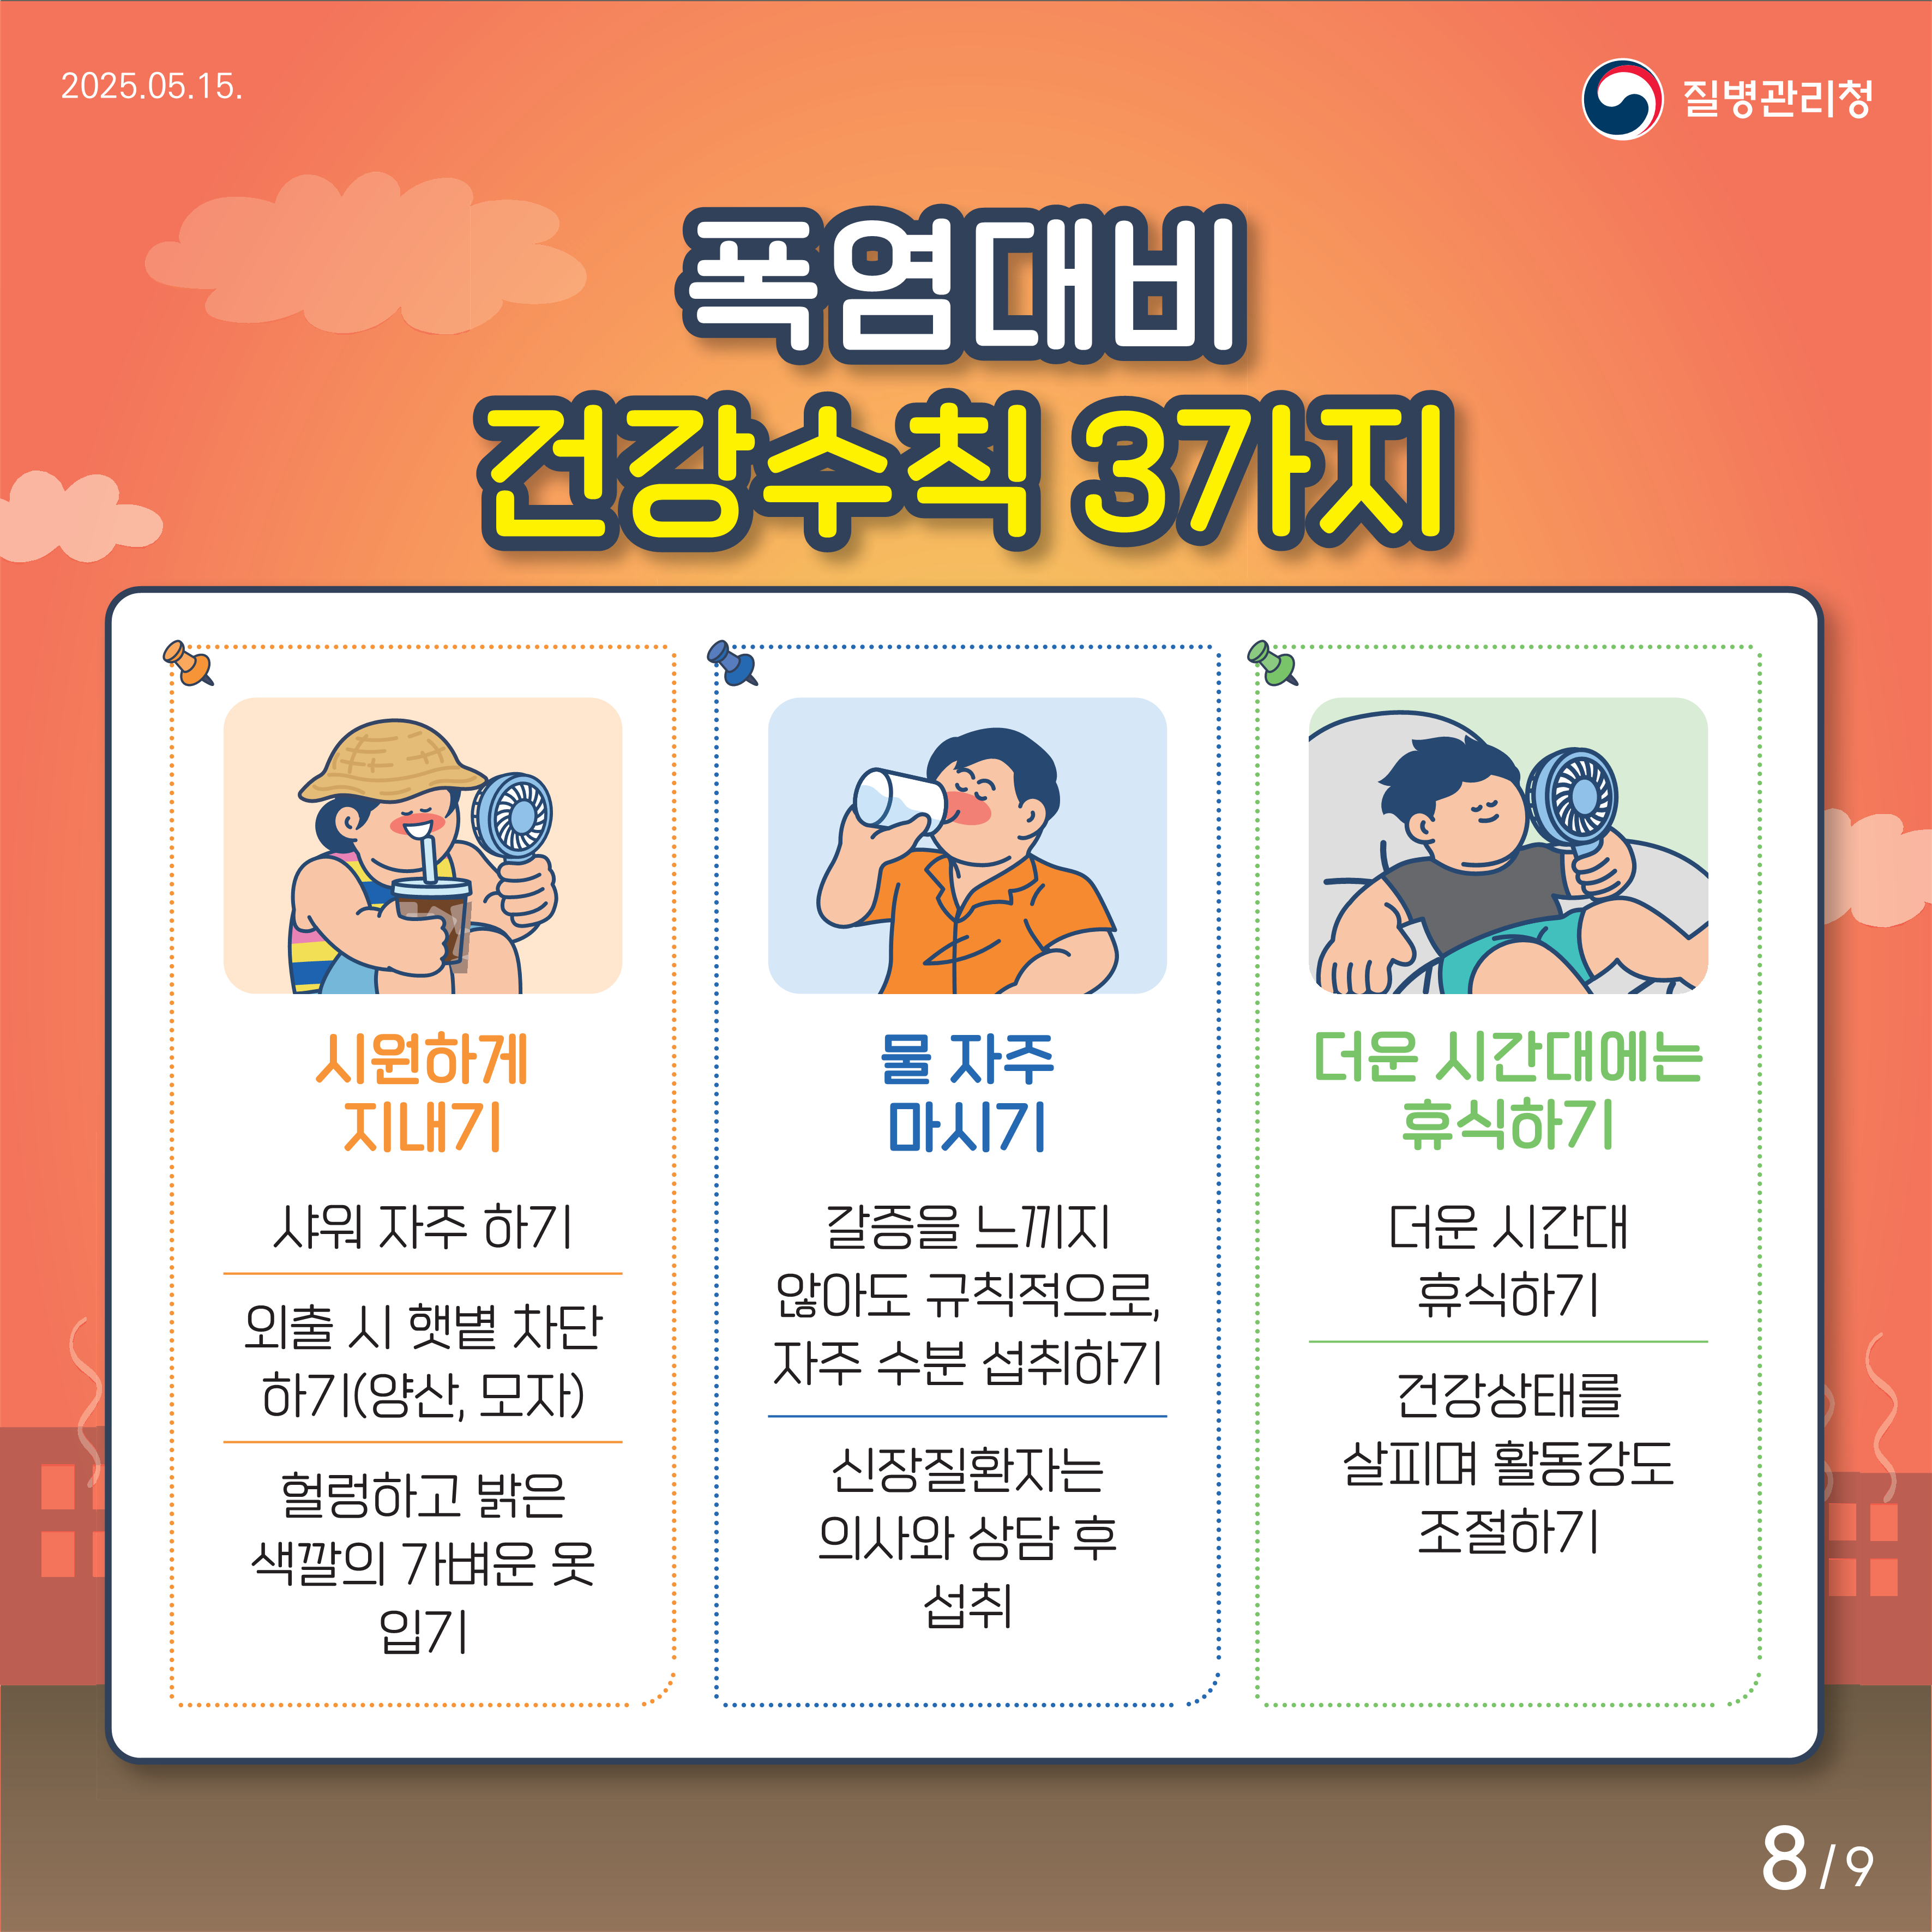 2025.05.15.
질병관리청
폭염대비
건강수칙 3가지
시원하게
지내기
샤워 자주 하기
외출 시 햇볕 차단
하기(양산, 모자)
헐렁하고 밝은
색깔의 가벼운 옷
입기
물 자주
마시기
갈증을 느끼지
않아도 규칙적으로,
자주 수분 섭취하기
신장질환자는
의사와 상담 후
섭취
더운 시간대에는
휴식하기
더운 시간대
휴식하기
건강상태를
살피며 활동강도
조절하기
8/9